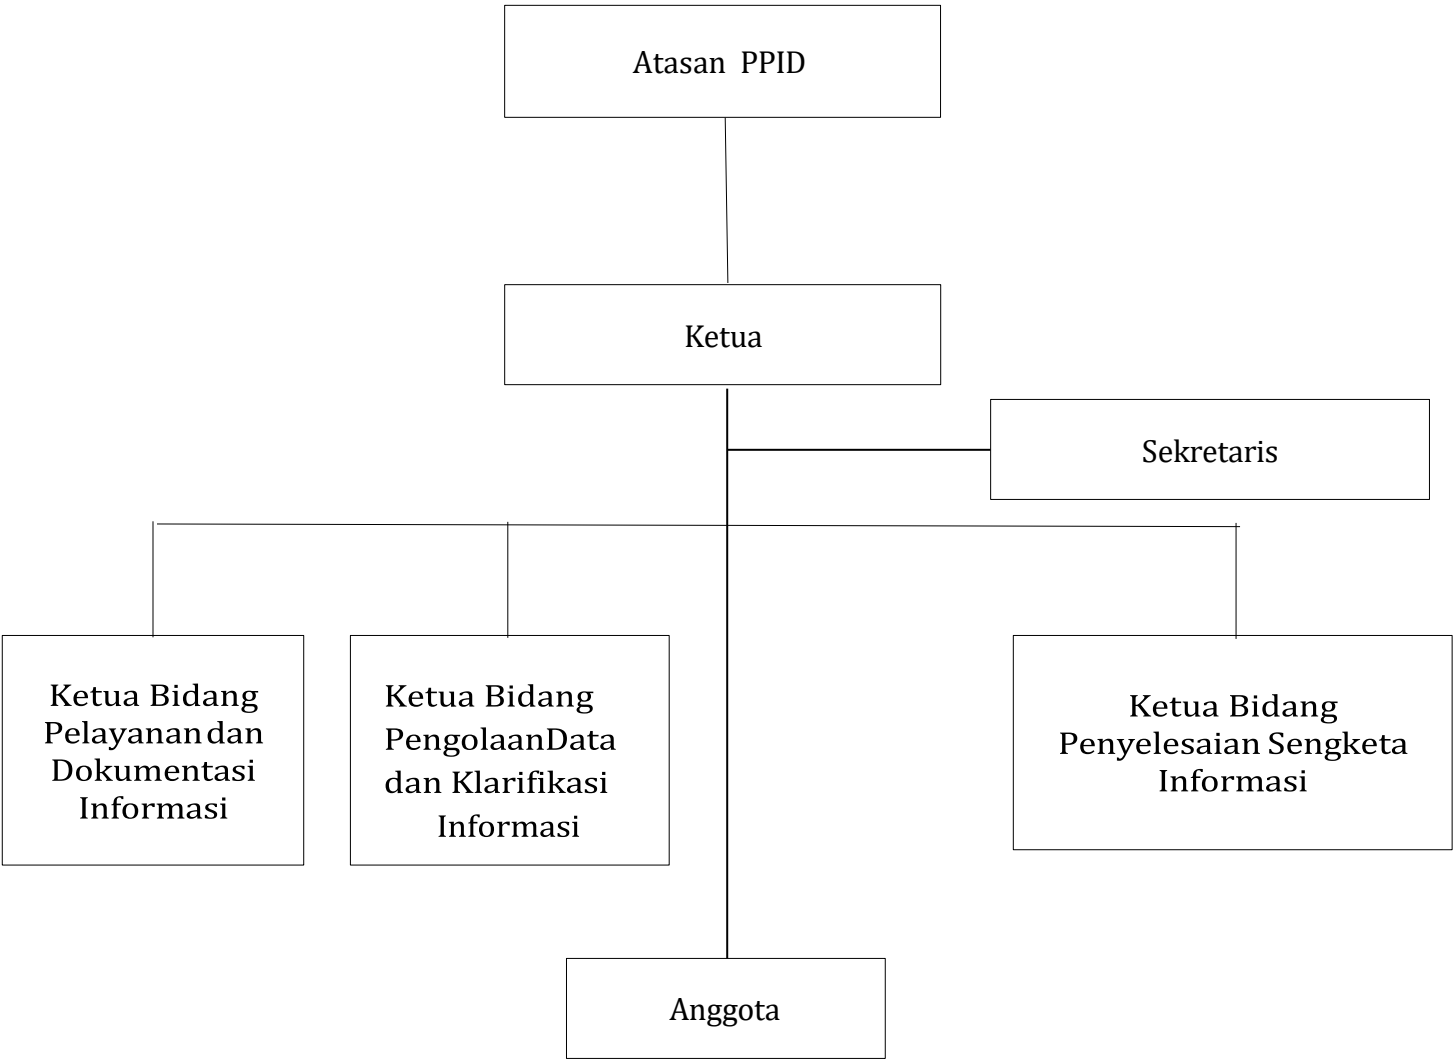 Atasan PPID
Ketua
Sekretaris
Ketua Bidang
Pelayanan dan
Dokumentasi
Informasi
Ketua Bidang
PengolaanData
dan Klarifikasi
Informasi
Ketua Bidang
Penyelesaian Sengketa
Informasi
Anggota